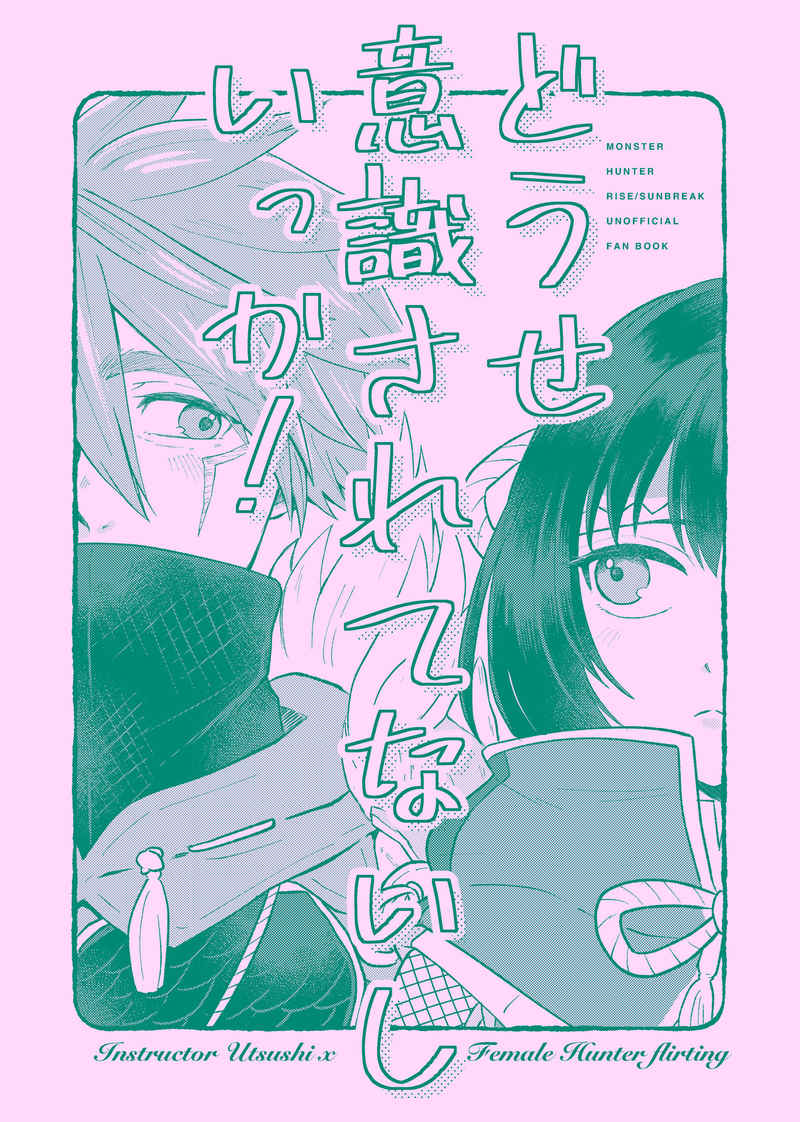 どうせ
意識されてないし
いっか!
MONSTER
HUNTER
RISE/SUNBREAK
UNOFFICIAL
FAN BOOK
Instructor Utsushi x
Female Hunter flirting